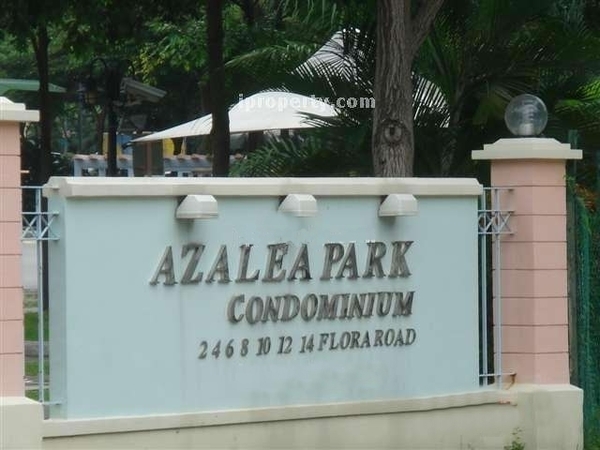 iproperty.com
AZALEA PARK
CONDOMINIUM
2 4 6 8 10 12 14 FLORA ROAD